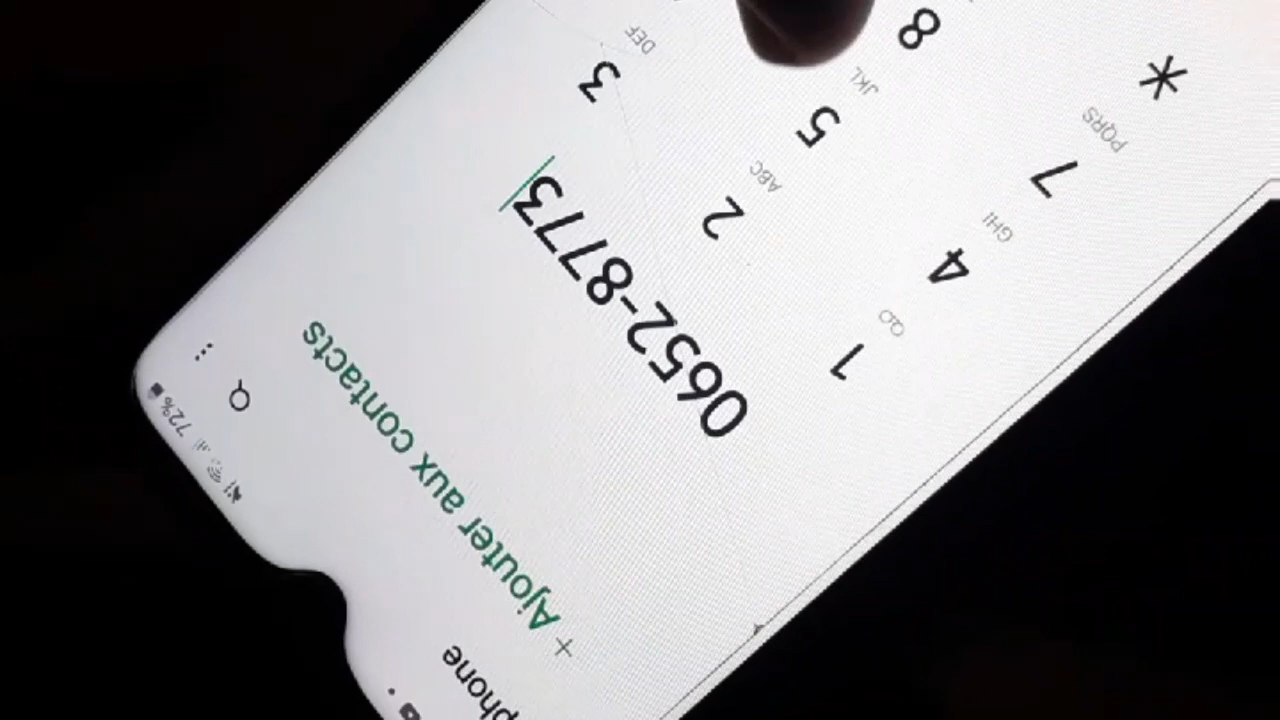 72%
phone
+ Ajouter aux contacts
0652-8773
1
2 ABC
3 DEF
4 GHI
5 JKL
7 PQRS
8
*